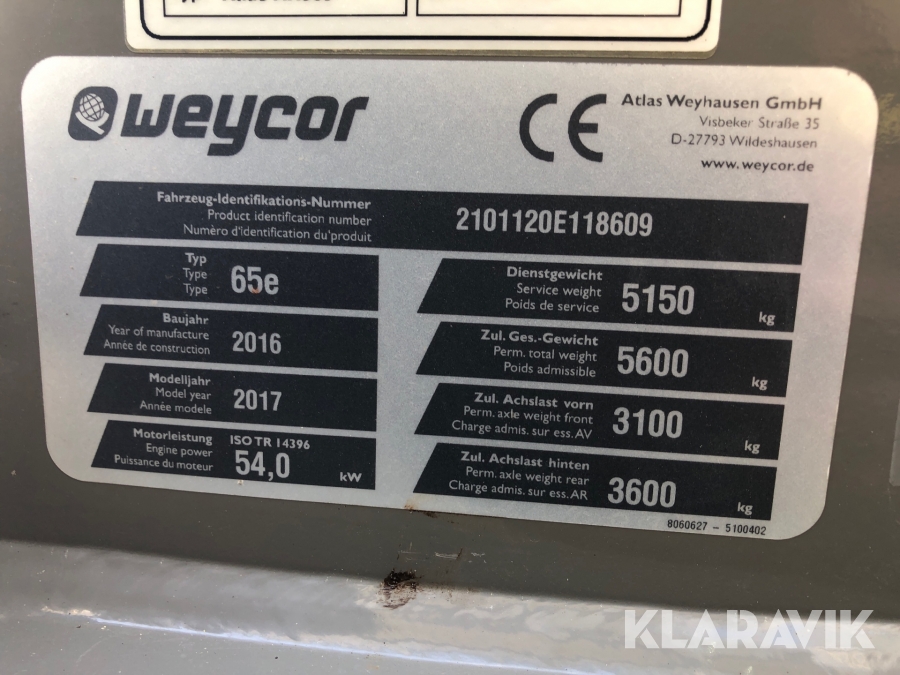 weycor
CE
Atlas Weyhausen GmbH
Visbeker Straße 35
D-27793 Wildeshausen
www.weycor.de
Fahrzeug-Identifikations-Nummer
Product identification number
Numèro d'identification du produit
2101120E118609
Typ
Type
Type
65e
Baujahr
Year of manufacture
Année de construction
2016
Modelljahr
Model year
Année modele
2017
Motorleistung
Engine power
Puissance du moteur
ISO TR 14396
54,0
kW
Dienstgewicht
Service weight
Poids de service
5150
kg
Zul. Ges.-Gewicht
Perm. total weight
Poids admissible
5600
kg
Zul. Achslast vorn
Perm. axle weight front
Charge admis. sur ess. AV
3100
kg
Zul. Achslast hinten
Perm. axle weight rear
Charge admis. sur ess. AR
3600
kg
8060627 – 5100402
KLARAVIK